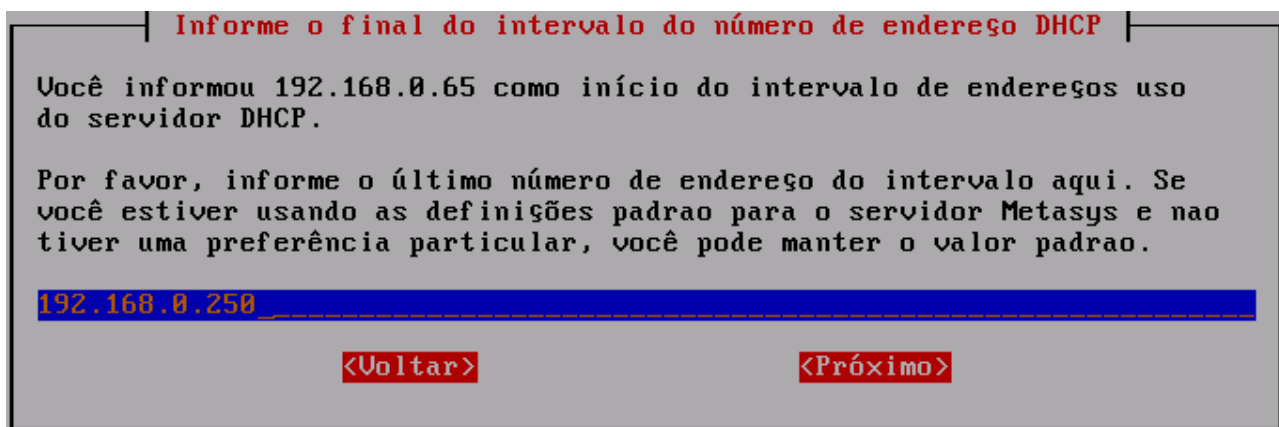 Informe o final do intervalo do número de endereço DHCP
Você informou 192.168.0.65 como início do intervalo de endereços uso
do servidor DHCP.
Por favor, informe o último número de endereço do intervalo aqui. Se
você estiver usando as definições padrao para o servidor Metasys e nao
tiver uma preferência particular, você pode manter o valor padrao.
192.168.0.250
<Voltar> <Próximo>